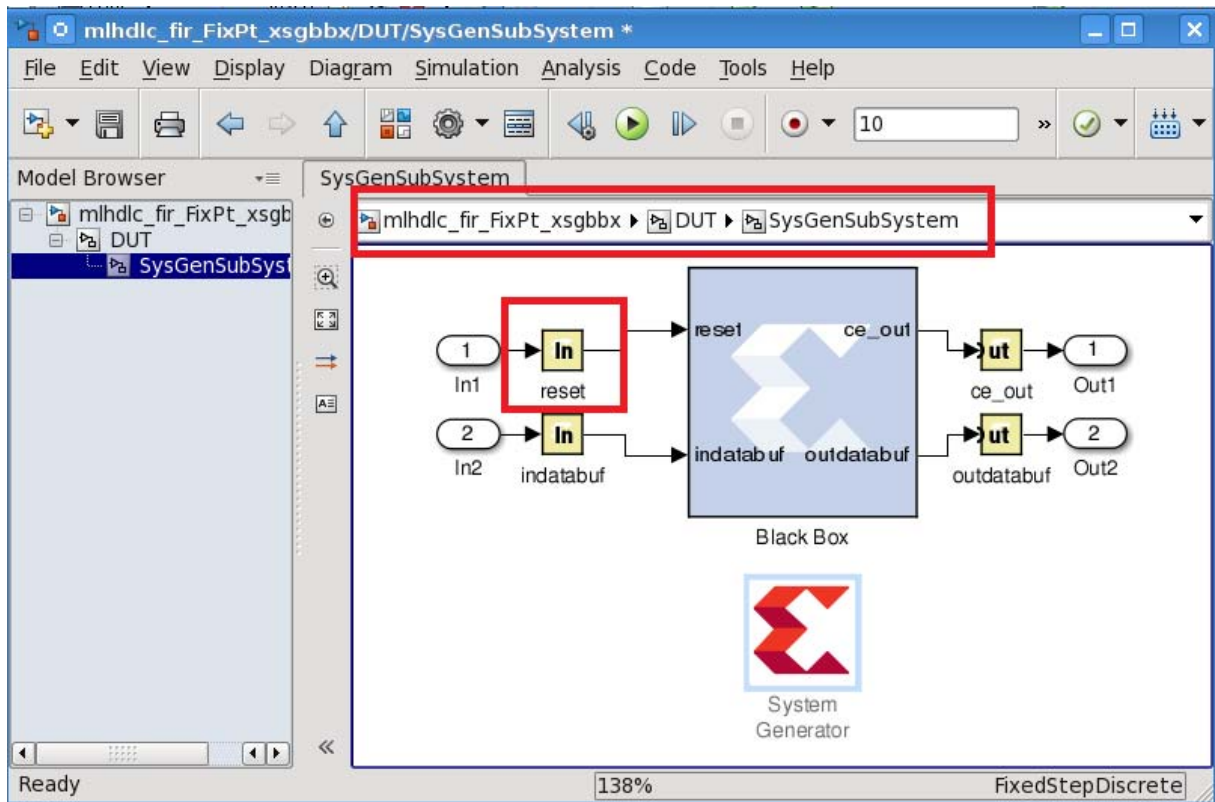 mlhdlc_fir_FixPt_xsgbbx/DUT/SysGenSubSystem *
File Edit View Display Diagram Simulation Analysis Code Tools Help
10 »
Model Browser
SysGenSubSystem
mlhdlc_fir_FixPt_xsgb
DUT
SysGenSubSyst
mlhdlc_fir_FixPt_xsgbbx DUT SysGenSubSystem
1 In reset ce_out ut 1
In1 reset ce_out Out1
2 In indatabuf outdatabuf ut 2
In2 indatabuf outdatabuf Out2
Black Box
System
Generator
Ready 138% FixedStepDiscrete